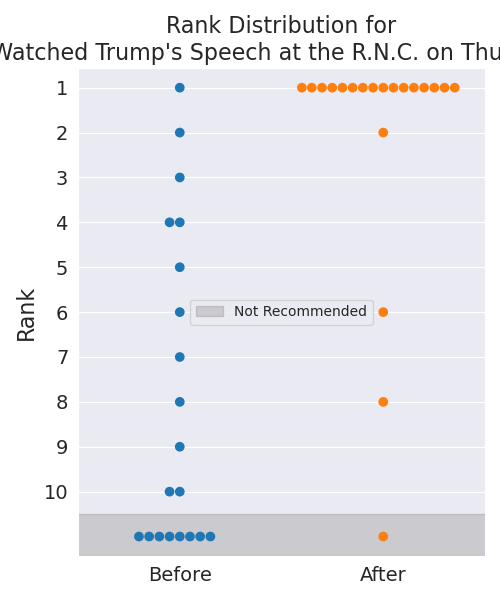 Rank Distribution for
Watched Trump's Speech at the R.N.C. on Thu
Rank
1
2
3
4
5
6
7
8
9
10
Not Recommended
Before
After